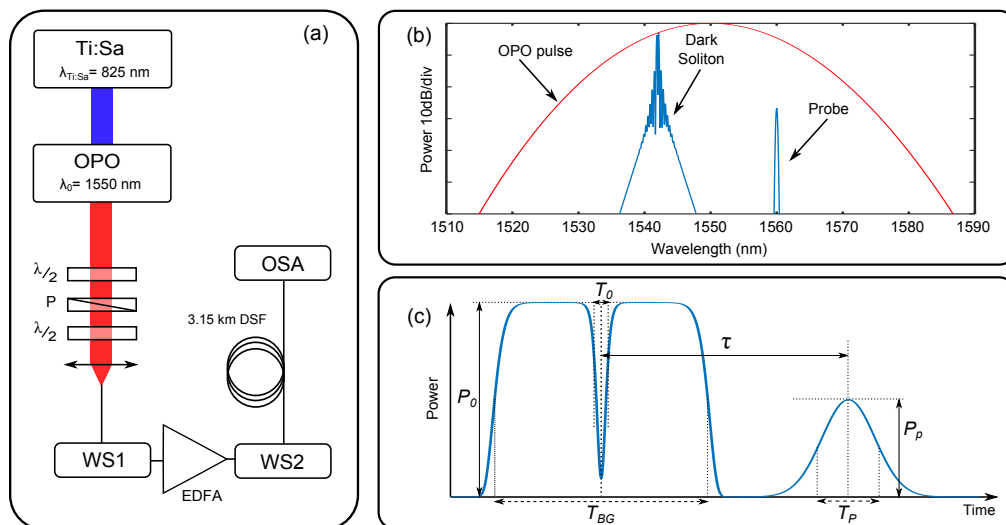 (a)
Ti:Sa
λTi:Sa= 825 nm
OPO
λ0= 1550 nm
λ/2
P
λ/2
OSA
3.15 km DSF
WS1
EDFA
WS2
(b)
OPO pulse
Dark
Soliton
Probe
Power 10dB/div
1510 1520 1530 1540 1550 1560 1570 1580 1590
Wavelength (nm)
(c)
T0
τ
Power
P0
Pp
TBG
TP
Time